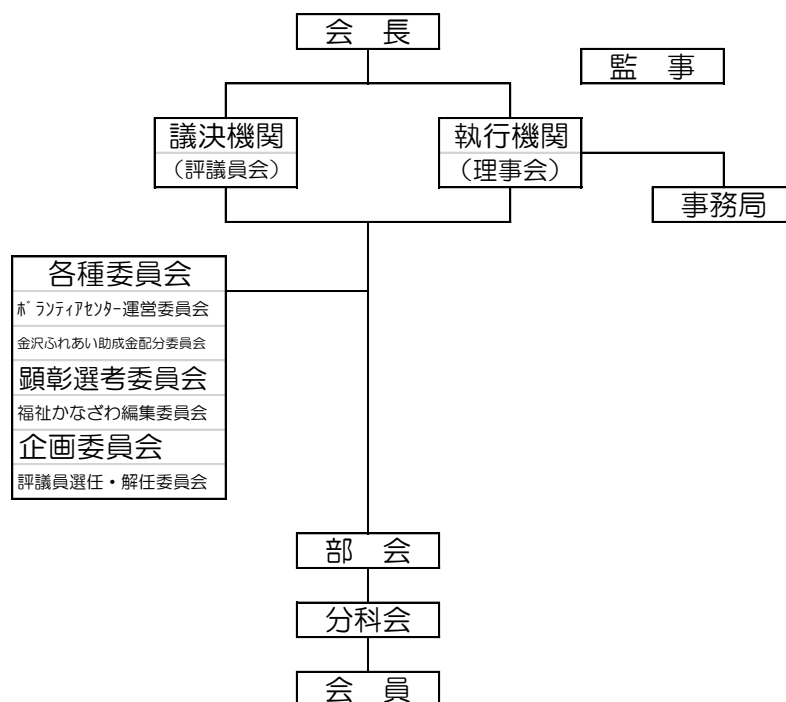 会 長
監 事
議決機関
（評議員会）
執行機関
（理事会）
事務局
各種委員会
ﾎﾞﾗﾝﾃｨｱｾﾝﾀｰ運営委員会
金沢ふれあい助成金配分委員会
顕彰選考委員会
福祉かなざわ編集委員会
企画委員会
評議員選任・解任委員会
部 会
分科会
会 員